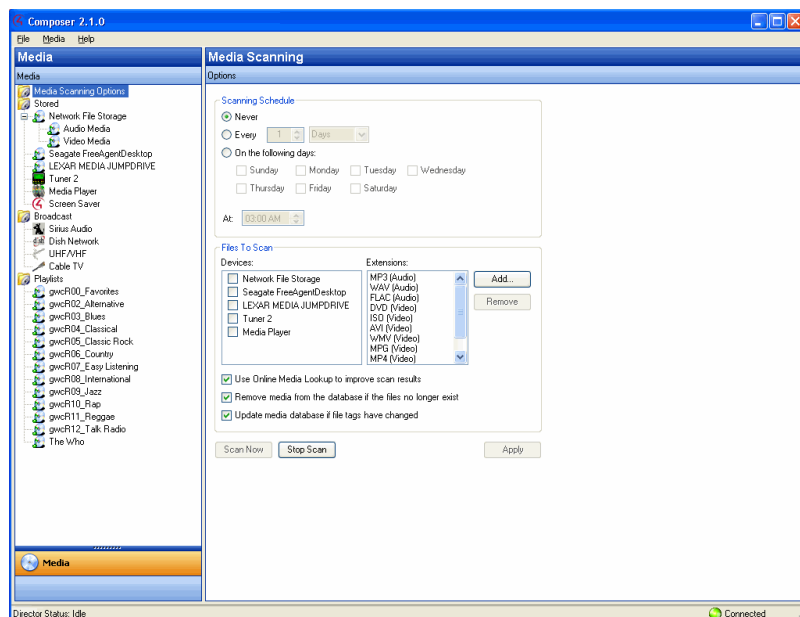 Composer 2.1.0
File Media Help
Media
Media
Media Scanning Options
Stored
Network File Storage
Audio Media
Video Media
Seagate FreeAgentDesktop
LEXAR MEDIA JUMPDRIVE
Tuner 2
Media Player
Screen Saver
Broadcast
Sirius Audio
Dish Network
UHF/VHF
Cable TV
Playlists
gwcR00_Favorites
gwcR02_Alternative
gwcR03_Blues
gwcR04_Classical
gwcR05_Classic Rock
gwcR06_Country
gwcR07_Easy Listening
gwcR08_International
gwcR09_Jazz
gwcR10_Rap
gwcR11_Reggae
gwcR12_Talk Radio
The Who
Media
Media Scanning
Options
Scanning Schedule
Never
Every 1 Days
On the following days:
Sunday Monday Tuesday Wednesday
Thursday Friday Saturday
At: 03:00 AM
Files To Scan
Devices:
Network File Storage
Seagate FreeAgentDesktop
LEXAR MEDIA JUMPDRIVE
Tuner 2
Media Player
Extensions:
MP3 (Audio)
WAV (Audio)
FLAC (Audio)
DVD (Video)
ISO (Video)
AVI (Video)
WMV (Video)
MPG (Video)
MP4 (Video)
Add...
Remove
Use Online Media Lookup to improve scan results
Remove media from the database if the files no longer exist
Update media database if file tags have changed
Scan Now Stop Scan Apply
Director Status: Idle Connected